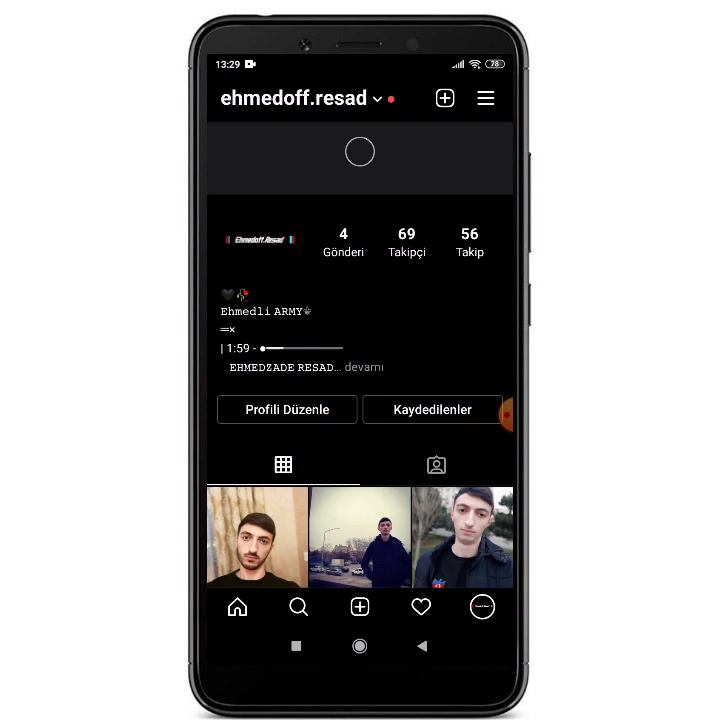 13:29
78
ehmedoff.resad
Ehmedoff.Resad
4 69 56
Gönderi Takipçi Takip
🖤🥀
𝙴𝚑𝚖𝚎𝚍𝚕𝚒 𝙰𝚁𝙼𝚈⚜
═×
| 1:59 -
EHMEDZADE RESAD... devamı
Profili Düzenle Kaydedilenler